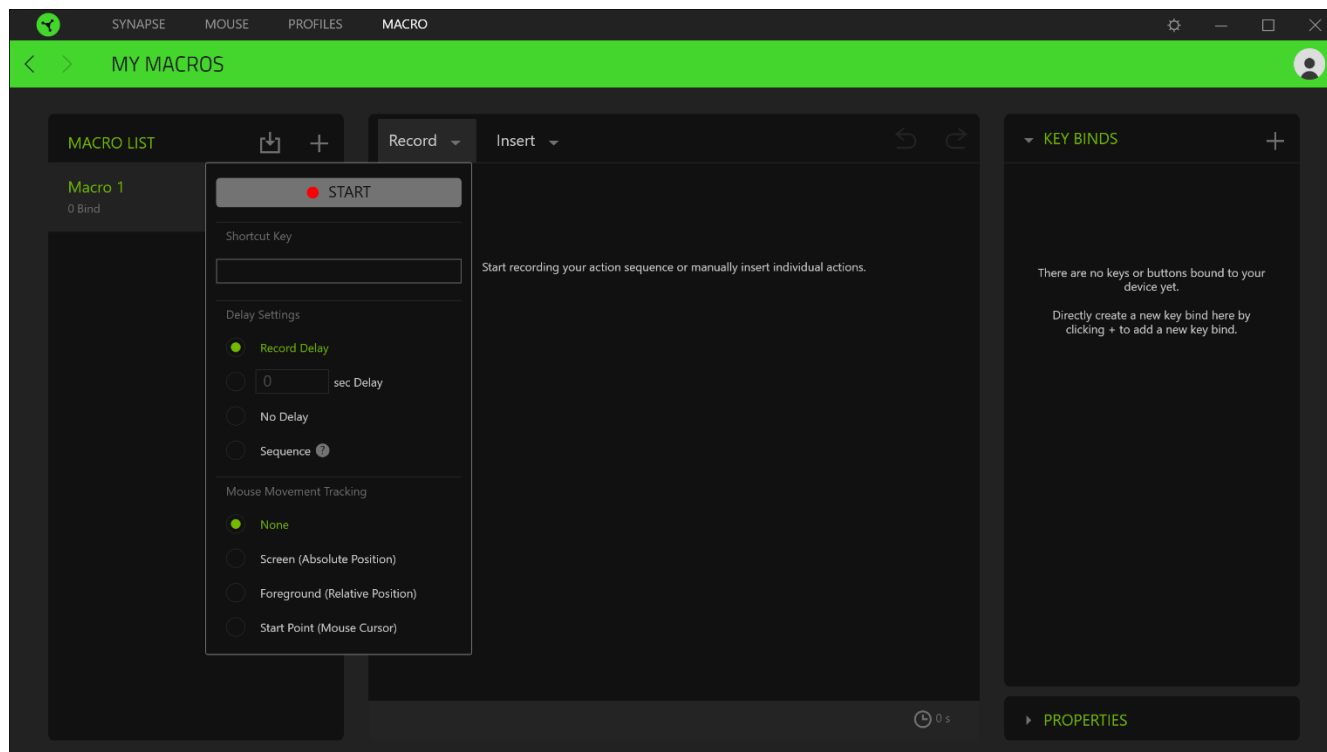 SYNAPSE MOUSE PROFILES MACRO
MY MACROS
MACRO LIST
Macro 1
0 Bind
Record Insert
START
Shortcut Key
Delay Settings
Record Delay
0 sec Delay
No Delay
Sequence ?
Mouse Movement Tracking
None
Screen (Absolute Position)
Foreground (Relative Position)
Start Point (Mouse Cursor)
Start recording your action sequence or manually insert individual actions.
0 s
KEY BINDS
There are no keys or buttons bound to your
device yet.
Directly create a new key bind here by
clicking + to add a new key bind.
PROPERTIES